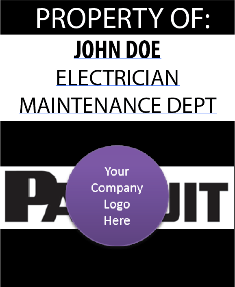 PROPERTY OF:
JOHN DOE
ELECTRICIAN
MAINTENANCE DEPT
Your
Company
Logo
Here